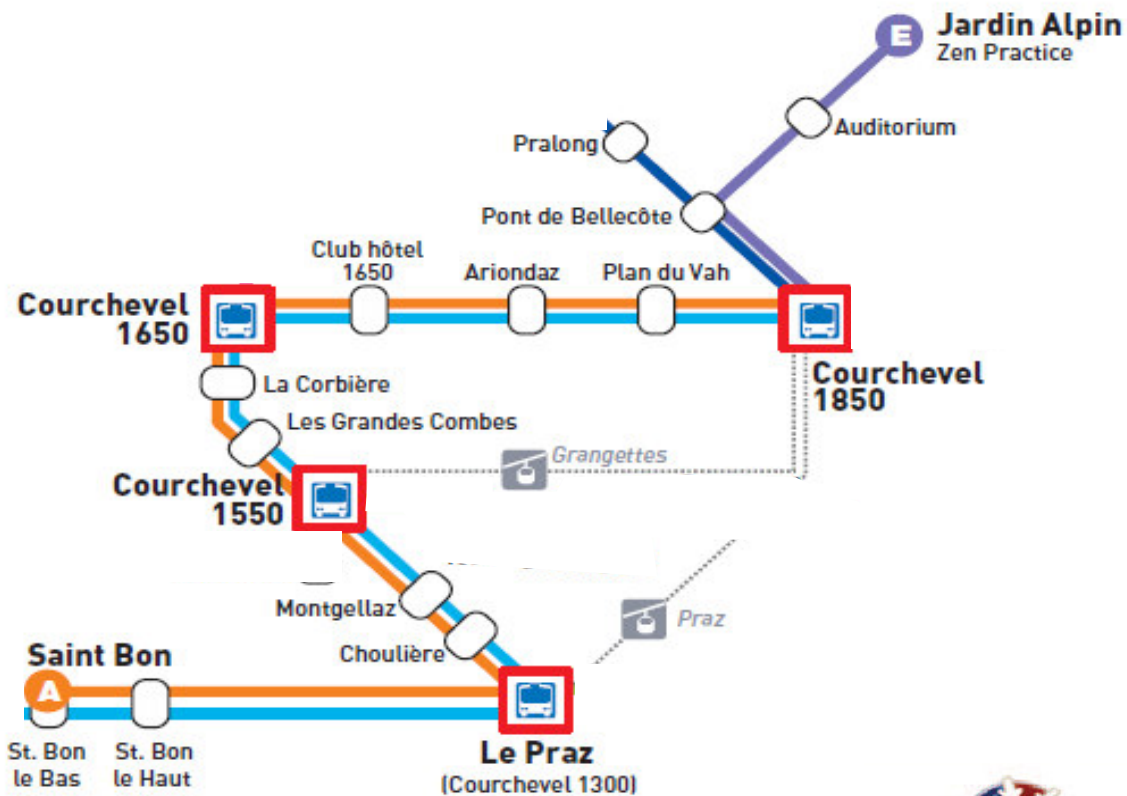 E
Jardin Alpin
Zen Practice
Auditorium
Pralong
Pont de Bellecôte
Club hôtel
1650
Ariondaz
Plan du Vah
Courchevel
1650
Courchevel
1850
La Corbière
Les Grandes Combes
Grangettes
Courchevel
1550
Montgellaz
Praz
Choulière
Saint Bon
A
St. Bon
le Bas
St. Bon
le Haut
Le Praz
(Courchevel 1300)